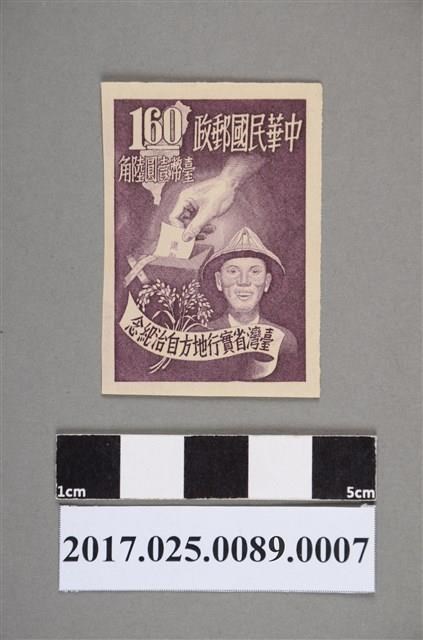 1.60
中華民國郵政
臺幣壹圓陸角
選
臺灣省實行地方自治紀念
1cm
5cm
2017.025.0089.0007